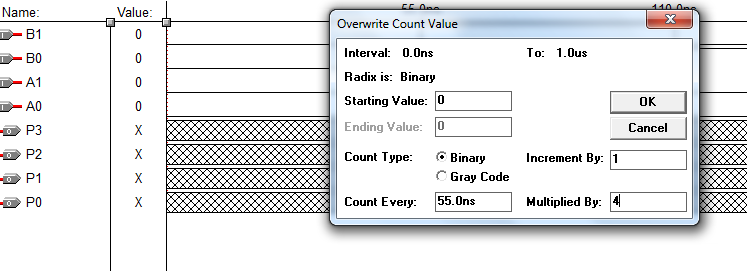 Name: Value: 55.0ns 110.0ns
B1 0
B0 0
A1 0
A0 0
P3 X
P2 X
P1 X
P0 X
Overwrite Count Value
Interval: 0.0ns To: 1.0us
Radix is: Binary
Starting Value: 0 OK
Ending Value: 0 Cancel
Count Type: Binary Increment By: 1
Gray Code
Count Every: 55.0ns Multiplied By: 4